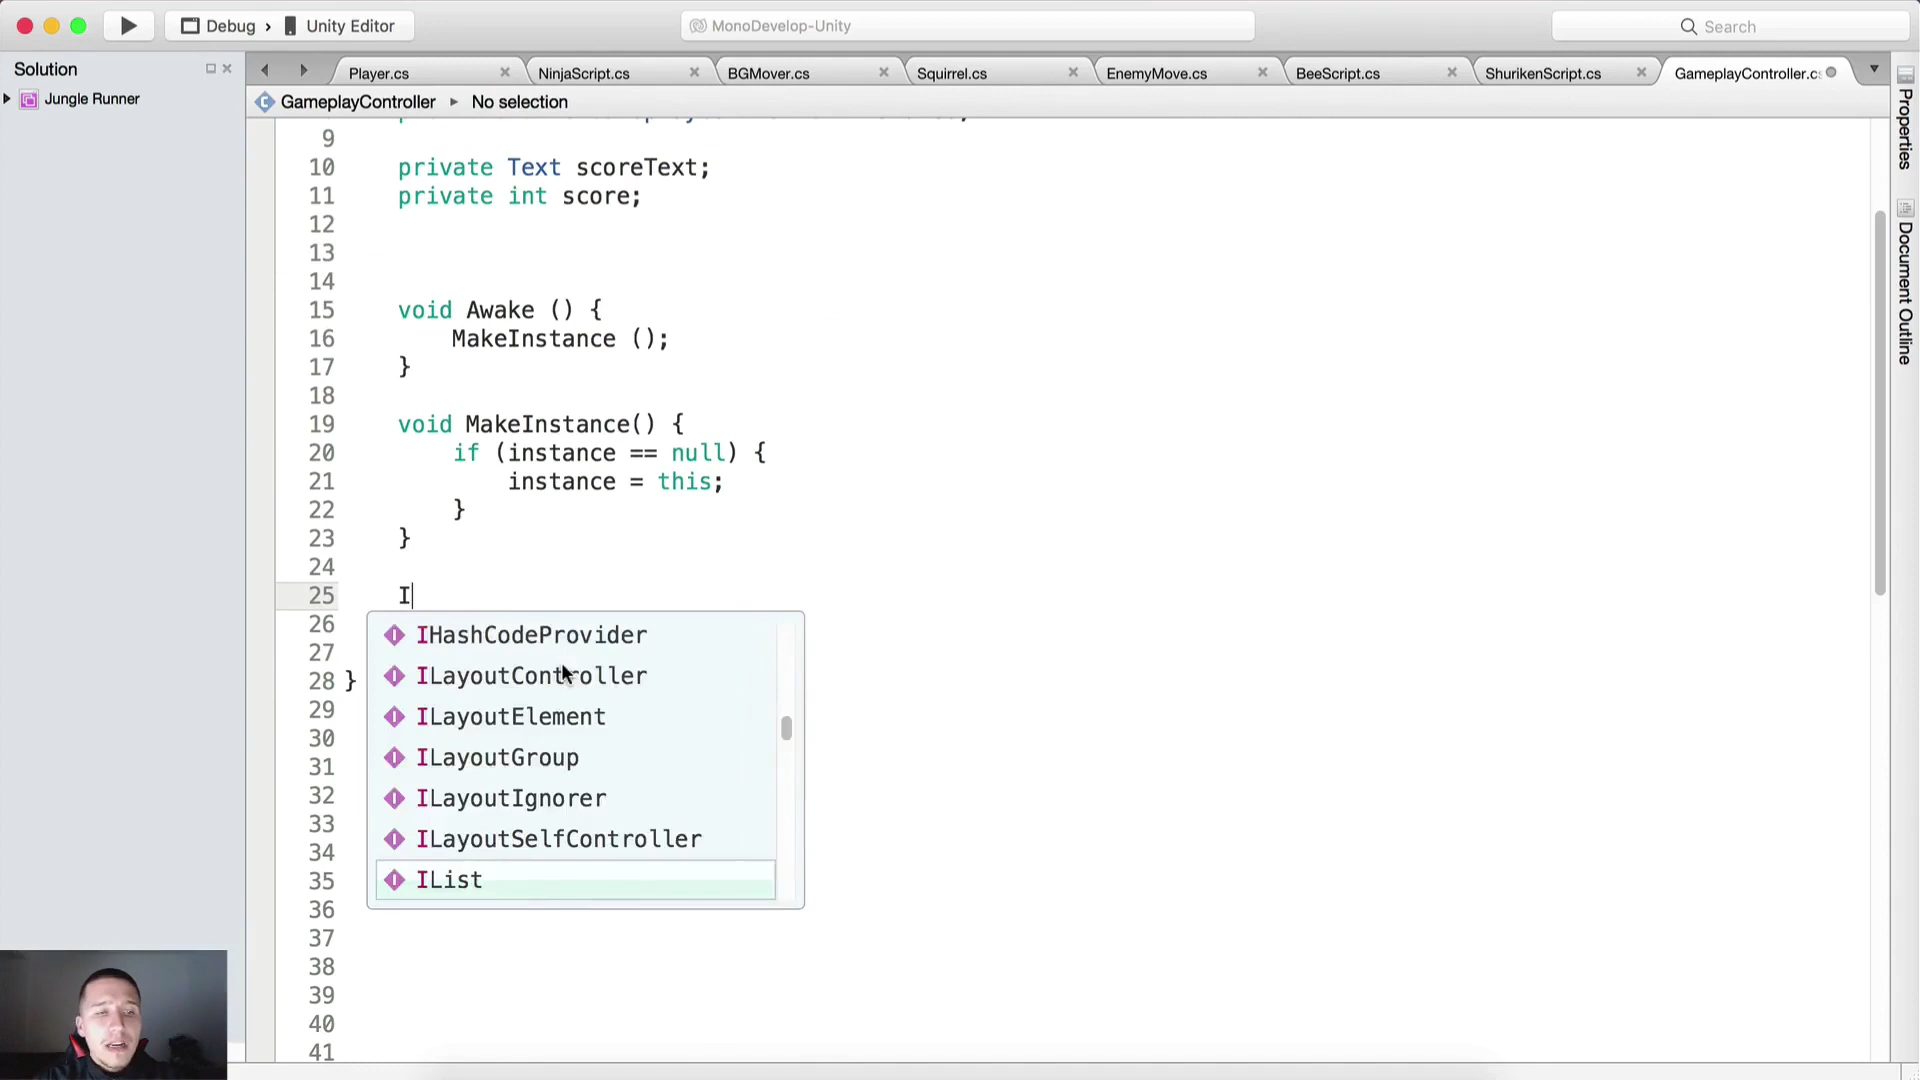 Debug › Unity Editor
MonoDevelop-Unity
Search
Solution
Jungle Runner
Player.cs
NinjaScript.cs
BGMover.cs
Squirrel.cs
EnemyMove.cs
BeeScript.cs
ShurikenScript.cs
GameplayController.cs
GameplayController ▸ No selection
9
10 private Text scoreText;
11 private int score;
12
13
14
15 void Awake () {
16 MakeInstance ();
17 }
18
19 void MakeInstance() {
20 if (instance == null) {
21 instance = this;
22 }
23 }
24
25 I
26
27
28 }
29
30
31
32
33
34
35
36
37
38
39
40
41
IHashCodeProvider
ILayoutController
ILayoutElement
ILayoutGroup
ILayoutIgnorer
ILayoutSelfController
IList
Properties
Document Outline